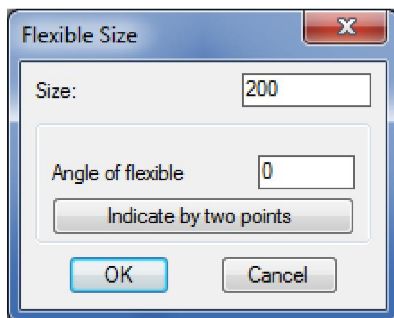 Flexible Size
Size: 200
Angle of flexible 0
Indicate by two points
OK Cancel